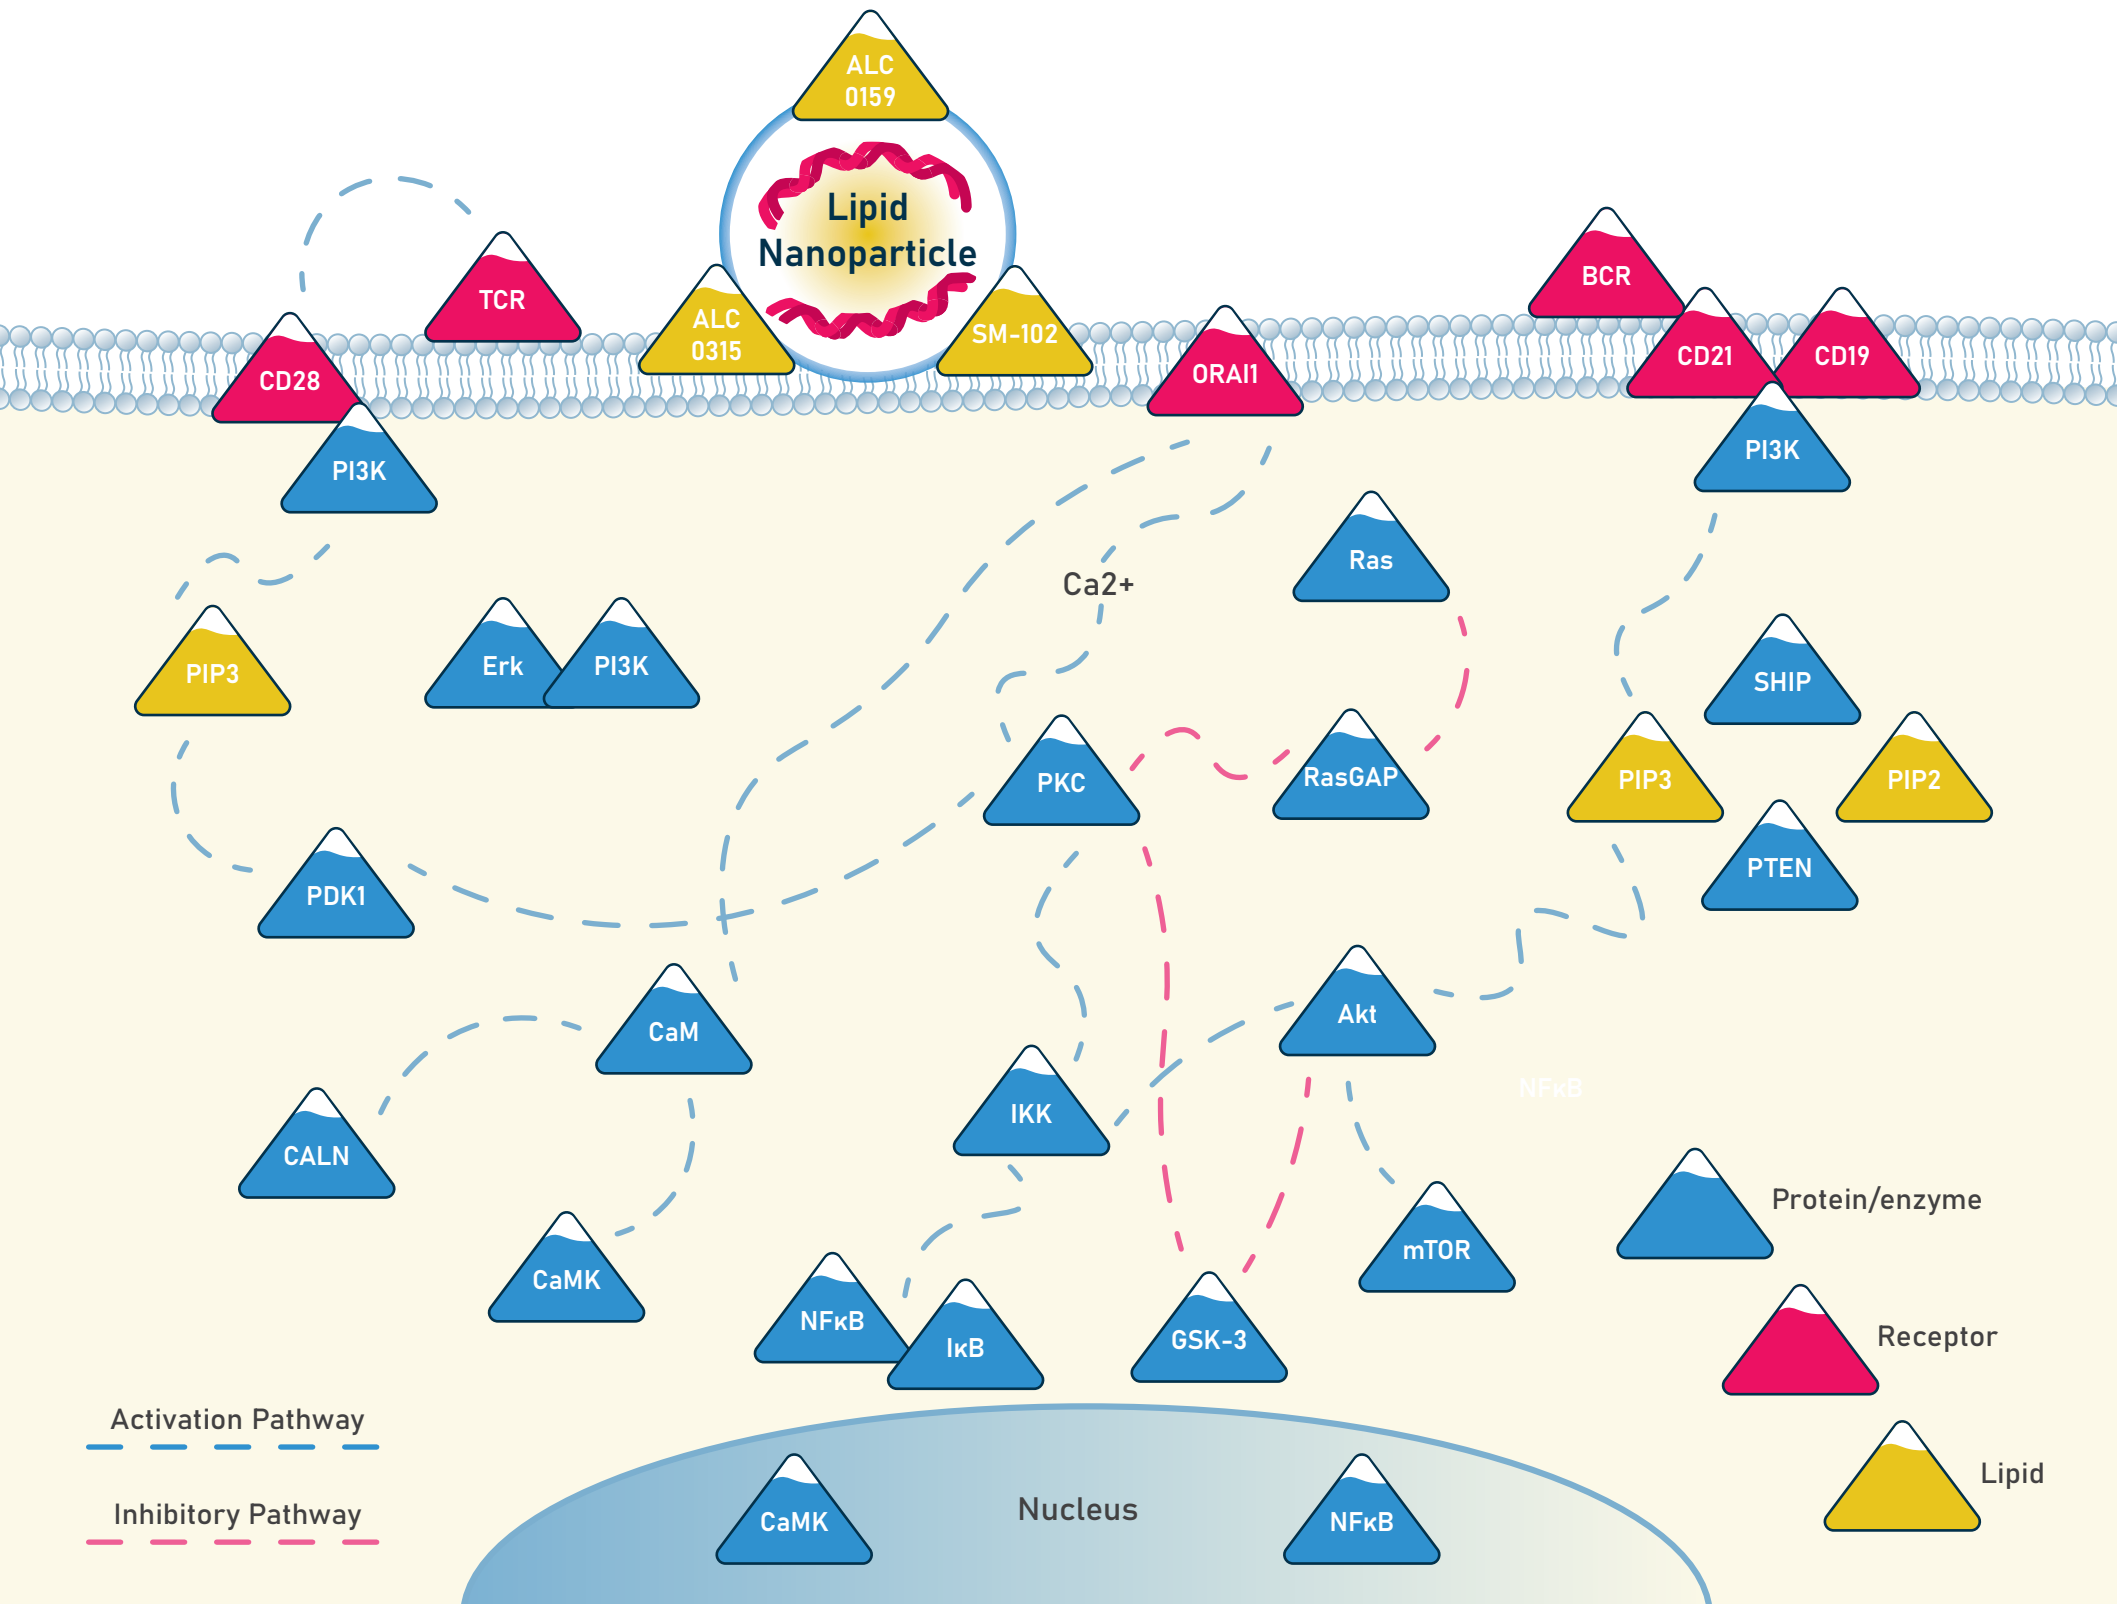 ALC
0159
Lipid
Nanoparticle
TCR
BCR
ALC
0315
SM-102
CD28
ORAI1
CD21
CD19
PI3K
PI3K
Ras
Ca2+
Erk
PI3K
PIP3
SHIP
PKC
RasGAP
PIP3
PIP2
PDK1
PTEN
CaM
Akt
NFκB
IKK
CALN
Protein/enzyme
CaMK
mTOR
NFκB
IκB
GSK-3
Receptor
Activation Pathway
Lipid
Inhibitory Pathway
Nucleus
CaMK
NFκB